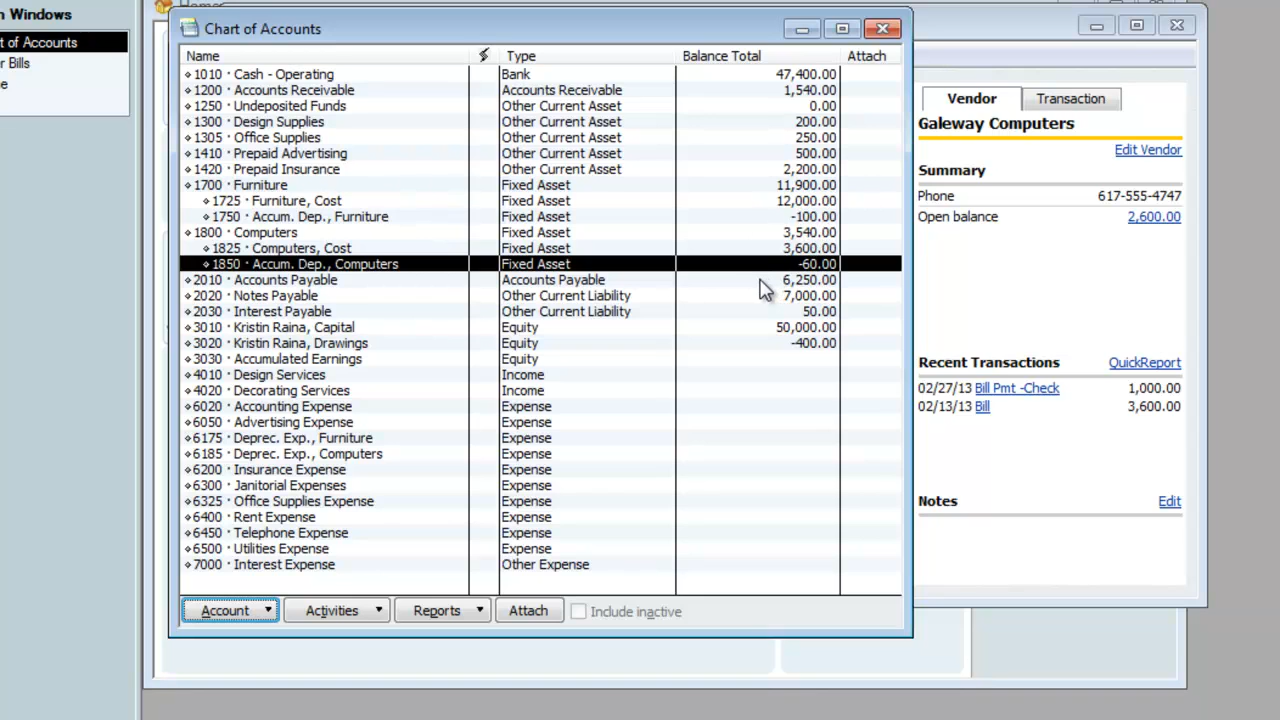 n Windows
t of Accounts
r Bills
e
Chart of Accounts
Name Type Balance Total Attach
1010 · Cash - Operating Bank 47,400.00
1200 · Accounts Receivable Accounts Receivable 1,540.00
1250 · Undeposited Funds Other Current Asset 0.00
1300 · Design Supplies Other Current Asset 200.00
1305 · Office Supplies Other Current Asset 250.00
1410 · Prepaid Advertising Other Current Asset 500.00
1420 · Prepaid Insurance Other Current Asset 2,200.00
1700 · Furniture Fixed Asset 11,900.00
1725 · Furniture, Cost Fixed Asset 12,000.00
1750 · Accum. Dep., Furniture Fixed Asset -100.00
1800 · Computers Fixed Asset 3,540.00
1825 · Computers, Cost Fixed Asset 3,600.00
1850 · Accum. Dep., Computers Fixed Asset -60.00
2010 · Accounts Payable Accounts Payable 6,250.00
2020 · Notes Payable Other Current Liability 7,000.00
2030 · Interest Payable Other Current Liability 50.00
3010 · Kristin Raina, Capital Equity 50,000.00
3020 · Kristin Raina, Drawings Equity -400.00
3030 · Accumulated Earnings Equity
4010 · Design Services Income
4020 · Decorating Services Income
6020 · Accounting Expense Expense
6050 · Advertising Expense Expense
6175 · Deprec. Exp., Furniture Expense
6185 · Deprec. Exp., Computers Expense
6200 · Insurance Expense Expense
6300 · Janitorial Expenses Expense
6325 · Office Supplies Expense Expense
6400 · Rent Expense Expense
6450 · Telephone Expense Expense
6500 · Utilities Expense Expense
7000 · Interest Expense Other Expense
Account Activities Reports Attach Include inactive
Vendor Transaction
Galeway Computers
Edit Vendor
Summary
Phone 617-555-4747
Open balance 2,600.00
Recent Transactions QuickReport
02/27/13 Bill Pmt -Check 1,000.00
02/13/13 Bill 3,600.00
Notes Edit